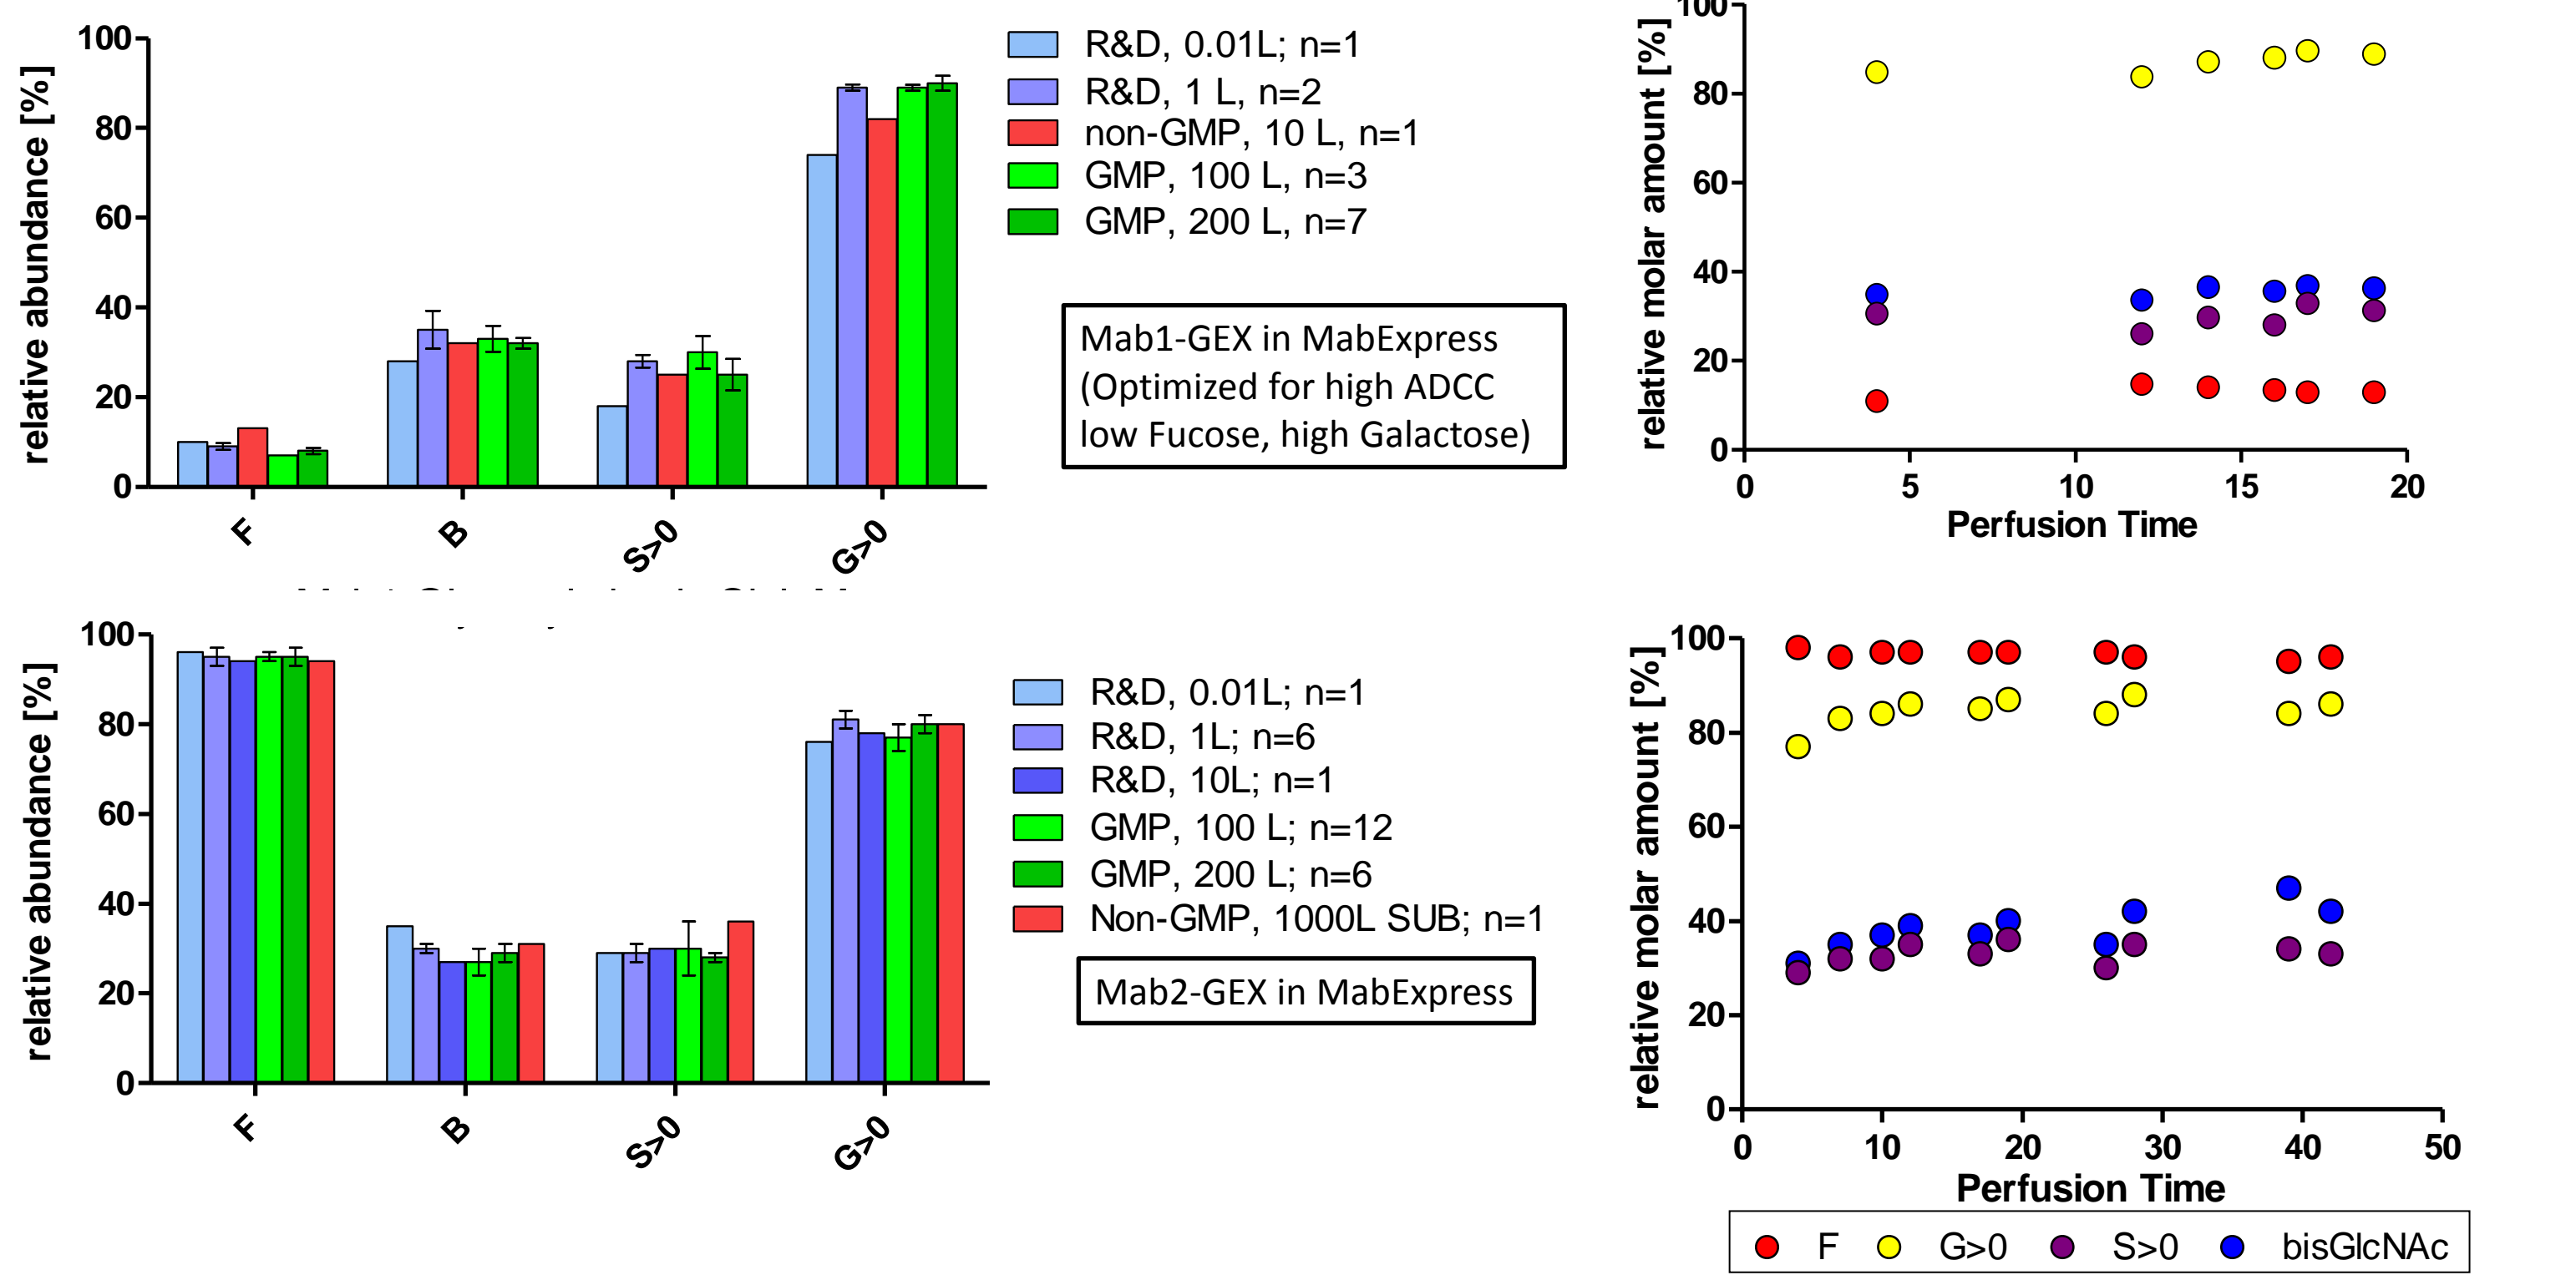 relative abundance [%]
100
80
60
40
20
0
F
B
S>0
G>0
R&D, 0.01L; n=1
R&D, 1 L, n=2
non-GMP, 10 L, n=1
GMP, 100 L, n=3
GMP, 200 L, n=7
Mab1-GEX in MabExpress
(Optimized for high ADCC
low Fucose, high Galactose)
relative molar amount [%]
100
80
60
40
20
0
0
5
10
15
20
Perfusion Time
relative abundance [%]
100
80
60
40
20
0
F
B
S>0
G>0
R&D, 0.01L; n=1
R&D, 1L; n=6
R&D, 10L; n=1
GMP, 100 L; n=12
GMP, 200 L; n=6
Non-GMP, 1000L SUB; n=1
Mab2-GEX in MabExpress
relative molar amount [%]
100
80
60
40
20
0
0
10
20
30
40
50
Perfusion Time
F
G>0
S>0
bisGlcNAc